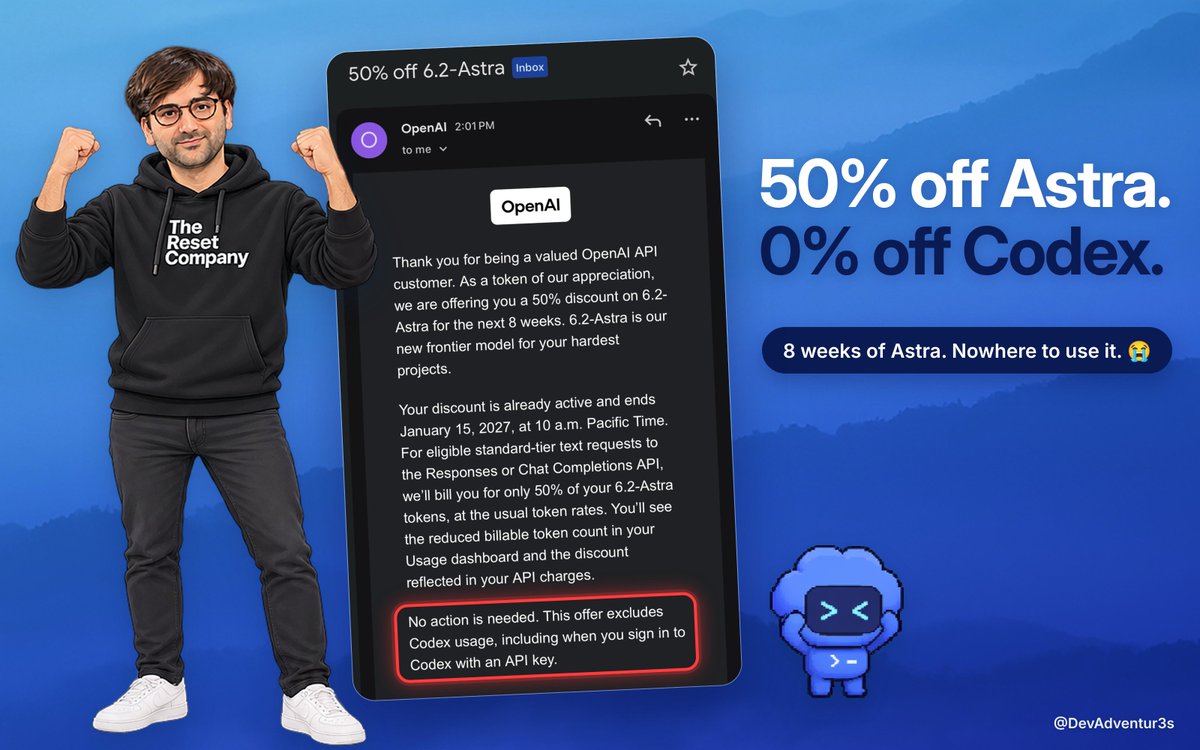 The
Reset
Company
50% off 6.2-Astra Inbox
O
OpenAI 2:01 PM
to me
OpenAI
Thank you for being a valued OpenAI API
customer. As a token of our appreciation,
we are offering you a 50% discount on 6.2-
Astra for the next 8 weeks. 6.2-Astra is our
new frontier model for your hardest
projects.
Your discount is already active and ends
January 15, 2027, at 10 a.m. Pacific Time.
For eligible standard-tier text requests to
the Responses or Chat Completions API,
we’ll bill you for only 50% of your 6.2-Astra
tokens, at the usual token rates. You’ll see
the reduced billable token count in your
Usage dashboard and the discount
reflected in your API charges.
No action is needed. This offer excludes
Codex usage, including when you sign in to
Codex with an API key.
50% off Astra.
0% off Codex.
8 weeks of Astra. Nowhere to use it. 😭
@DevAdventur3s